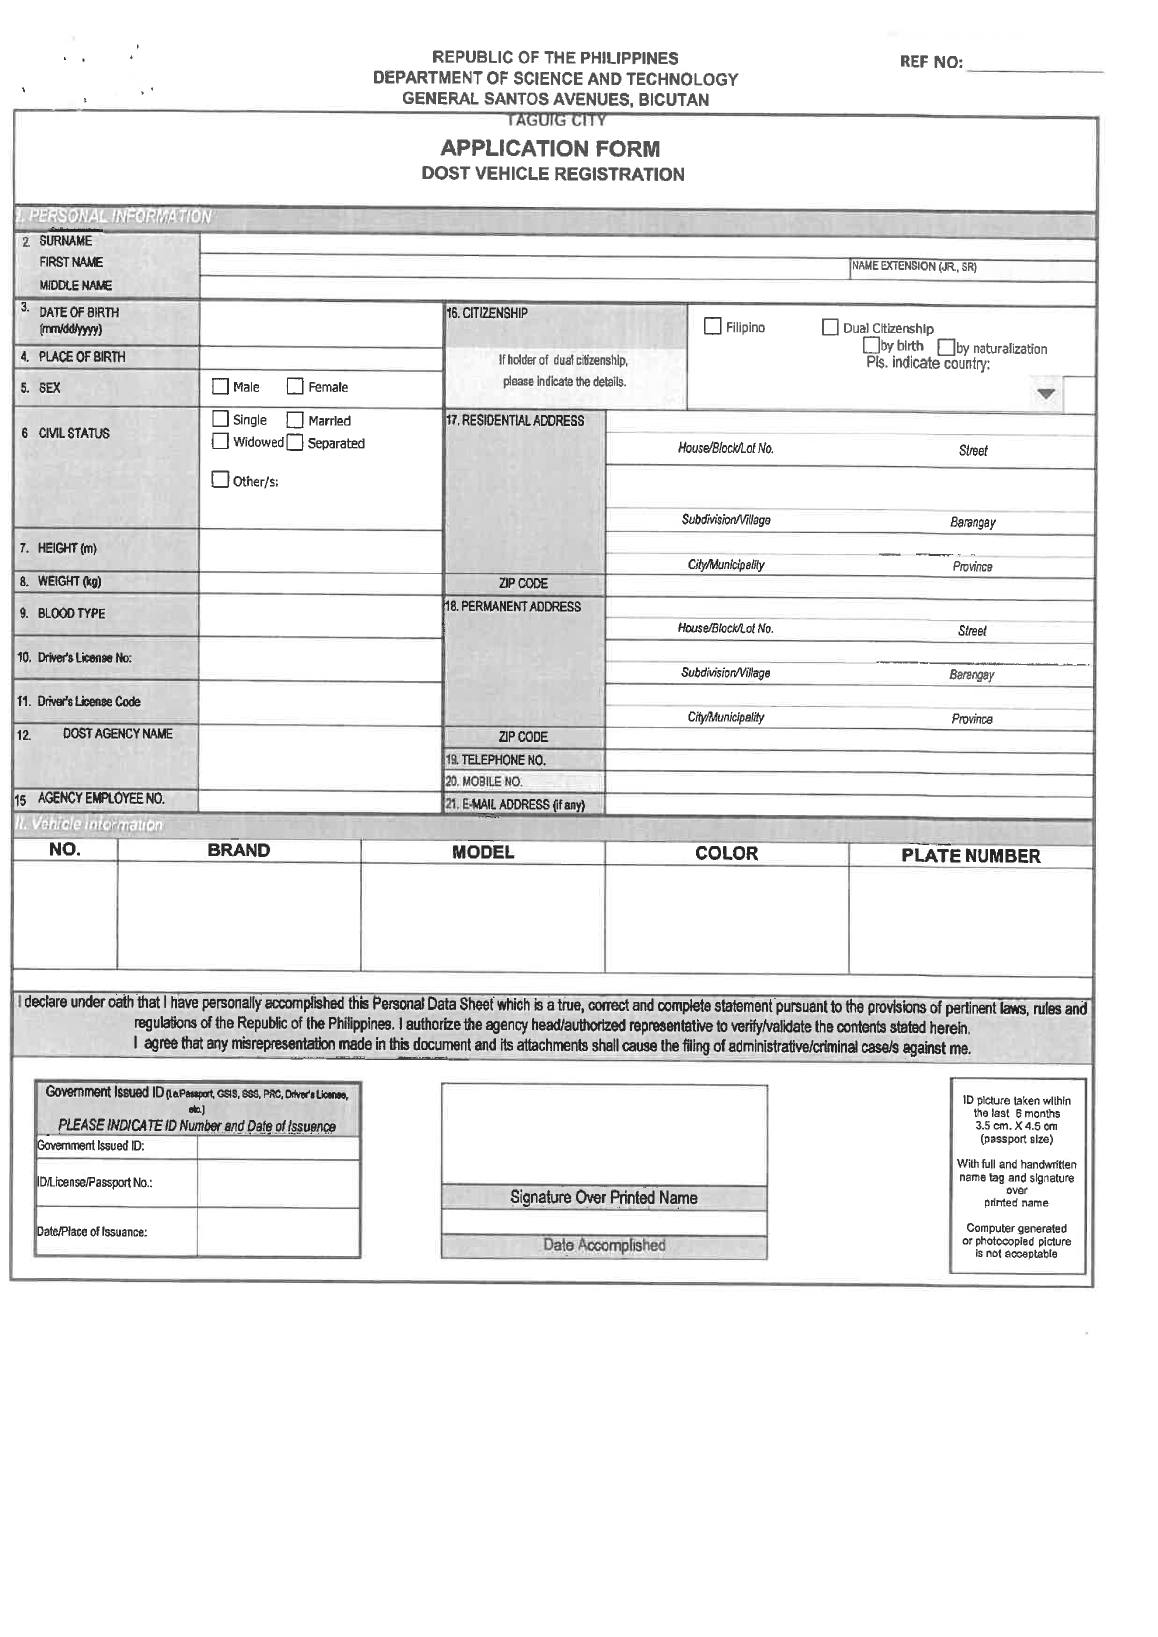 REPUBLIC OF THE PHILIPPINES
REF NO:
DEPARTMENT OF SCIENCE AND TECHNOLOGY
GENERAL SANTOS AVENUES, BICUTAN
TAGUIG CITY
APPLICATION FORM
DOST VEHICLE REGISTRATION
I. PERSONAL INFORMATION
2. SURNAME
FIRST NAME
NAME EXTENSION (JR., SR)
MIDDLE NAME
3. DATE OF BIRTH
(mm/dd/yyyy)
4. PLACE OF BIRTH
5. SEX
Male Female
6 CIVIL STATUS
Single Married
Widowed Separated
Other/s:
7. HEIGHT (m)
8. WEIGHT (kg)
9. BLOOD TYPE
10. Driver's License No:
11. Driver's License Code
12. DOST AGENCY NAME
15 AGENCY EMPLOYEE NO.
16. CITIZENSHIP
If holder of dual citizenship,
please indicate the details.
Filipino Dual Citizenship
by birth by naturalization
Pls. indicate country:
17. RESIDENTIAL ADDRESS
House/Block/Lot No. Street
Subdivision/Village Barangay
City/Municipality Province
ZIP CODE
18. PERMANENT ADDRESS
House/Block/Lot No. Street
Subdivision/Village Barangay
City/Municipality Province
ZIP CODE
19. TELEPHONE NO.
20. MOBILE NO.
21. E-MAIL ADDRESS (if any)
II. Vehicle Information
NO. BRAND MODEL COLOR PLATE NUMBER
I declare under oath that I have personally accomplished this Personal Data Sheet which is a true, correct and complete statement pursuant to the provisions of pertinent laws, rules and
regulations of the Republic of the Philippines. I authorize the agency head/authorized representative to verify/validate the contents stated herein.
I agree that any misrepresentation made in this document and its attachments shall cause the filing of administrative/criminal case/s against me.
Government Issued ID (i.e.Passport, GSIS, SSS, PRC, Driver's License,
etc.)
PLEASE INDICATE ID Number and Date of Issuence
Government Issued ID:
ID/License/Passport No.:
Date/Place of Issuance:
Signature Over Printed Name
Date Accomplished
ID picture taken within
the last 6 months
3.5 cm. X 4.5 cm
(passport size)
With full and handwritten
name tag and signature
over
printed name
Computer generated
or photocopied picture
is not acceptable